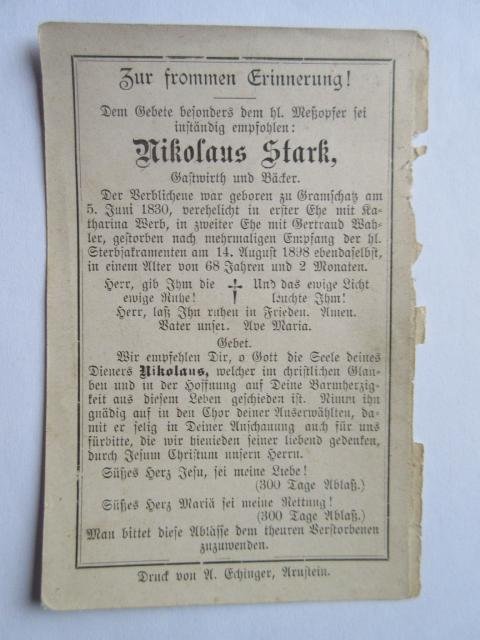 Zur frommen Erinnerung!
Dem Gebete besonders dem hl. Meßopfer sei
inständig empfohlen:
Nikolaus Stark,
Gastwirth und Bäcker.
Der Verblichene war geboren zu Gramschatz am
5. Juni 1830, verehelicht in erster Ehe mit Ka-
tharina Werb, in zweiter Ehe mit Gertraud Wah-
ler, gestorben nach mehrmaligen Empfang der hl.
Sterbsakramenten am 14. August 1898 ebendaselbst,
in einem Alter von 68 Jahren und 2 Monaten.
Herr, gib Ihm die † Und das ewige Licht
ewige Ruhe! leuchte Ihm!
Herr, laß Ihn ruhen in Frieden. Amen.
Vater unser. Ave Maria.
Gebet.
Wir empfehlen Dir, o Gott die Seele deines
Dieners Nikolaus, welcher im christlichen Glau-
ben und in der Hoffnung auf Deine Barmherzig-
keit aus diesem Leben geschieden ist. Nimm ihn
gnädig auf in den Chor deiner Auserwählten, da-
mit er selig in Deiner Anschauung auch für uns
fürbitte, die wir hienieden seiner liebend gedenken,
durch Jesum Christum unsern Herrn.
Süßes Herz Jesu, sei meine Liebe!
(300 Tage Ablaß.)
Süßes Herz Mariä sei meine Rettung!
(300 Tage Ablaß.)
Man bittet diese Ablässe dem theuren Verstorbenen
zuzuwenden.
Druck von A. Echinger, Arnstein.